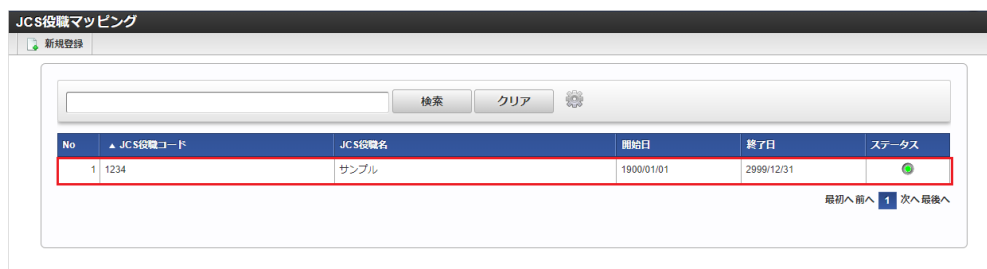 JCS役職マッピング
新規登録
検索 クリア
No ▲ JCS役職コード JCS役職名 開始日 終了日 ステータス
1 1234 サンプル 1900/01/01 2999/12/31
最初へ 前へ 1 次へ 最後へ